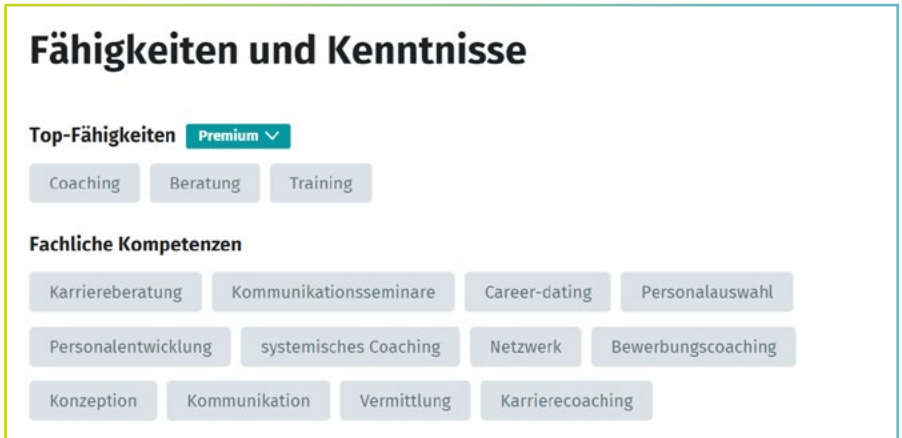 Fähigkeiten und Kenntnisse
Top-Fähigkeiten Premium
Coaching Beratung Training
Fachliche Kompetenzen
Karriereberatung Kommunikationsseminare Career-dating Personalauswahl
Personalentwicklung systemisches Coaching Netzwerk Bewerbungscoaching
Konzeption Kommunikation Vermittlung Karrierecoaching